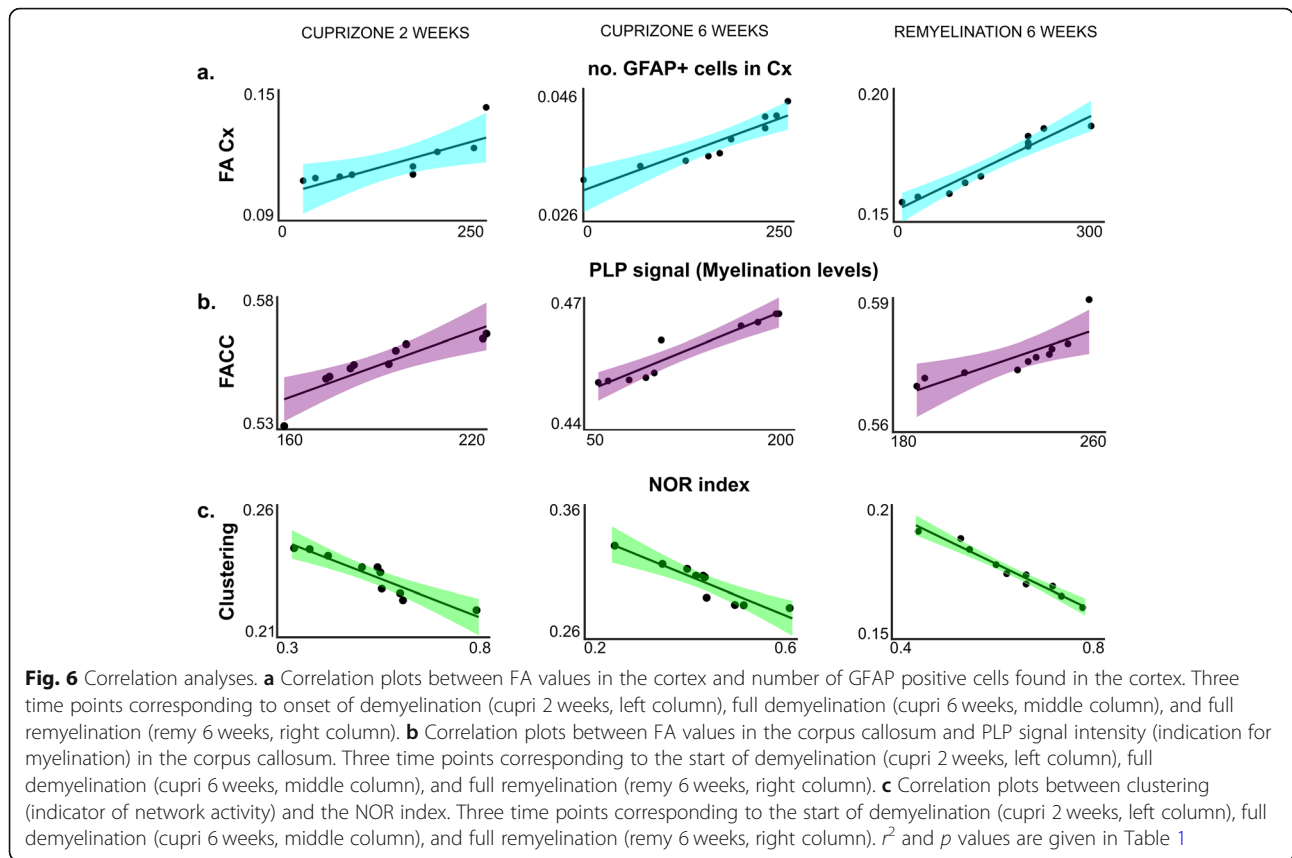 CUPRIZONE 2 WEEKS CUPRIZONE 6 WEEKS REMYELINATION 6 WEEKS
a. no. GFAP+ cells in Cx
0.15 0.046 0.20
FA Cx
0.09 0.026 0.15
0 250 0 250 0 300
PLP signal (Myelination levels)
b.
0.58 0.47 0.59
FACC
0.53 0.44 0.56
160 220 50 200 180 260
NOR index
c.
0.26 0.36 0.2
Clustering
0.21 0.26 0.15
0.3 0.8 0.2 0.6 0.4 0.8
Fig. 6 Correlation analyses. a Correlation plots between FA values in the cortex and number of GFAP positive cells found in the cortex. Three
time points corresponding to onset of demyelination (cupri 2 weeks, left column), full demyelination (cupri 6 weeks, middle column), and full
remyelination (remy 6 weeks, right column). b Correlation plots between FA values in the corpus callosum and PLP signal intensity (indication for
myelination) in the corpus callosum. Three time points corresponding to the start of demyelination (cupri 2 weeks, left column), full
demyelination (cupri 6 weeks, middle column), and full remyelination (remy 6 weeks, right column). c Correlation plots between clustering
(indicator of network activity) and the NOR index. Three time points corresponding to the start of demyelination (cupri 2 weeks, left column), full
demyelination (cupri 6 weeks, middle column), and full remyelination (remy 6 weeks, right column). r² and p values are given in Table 1